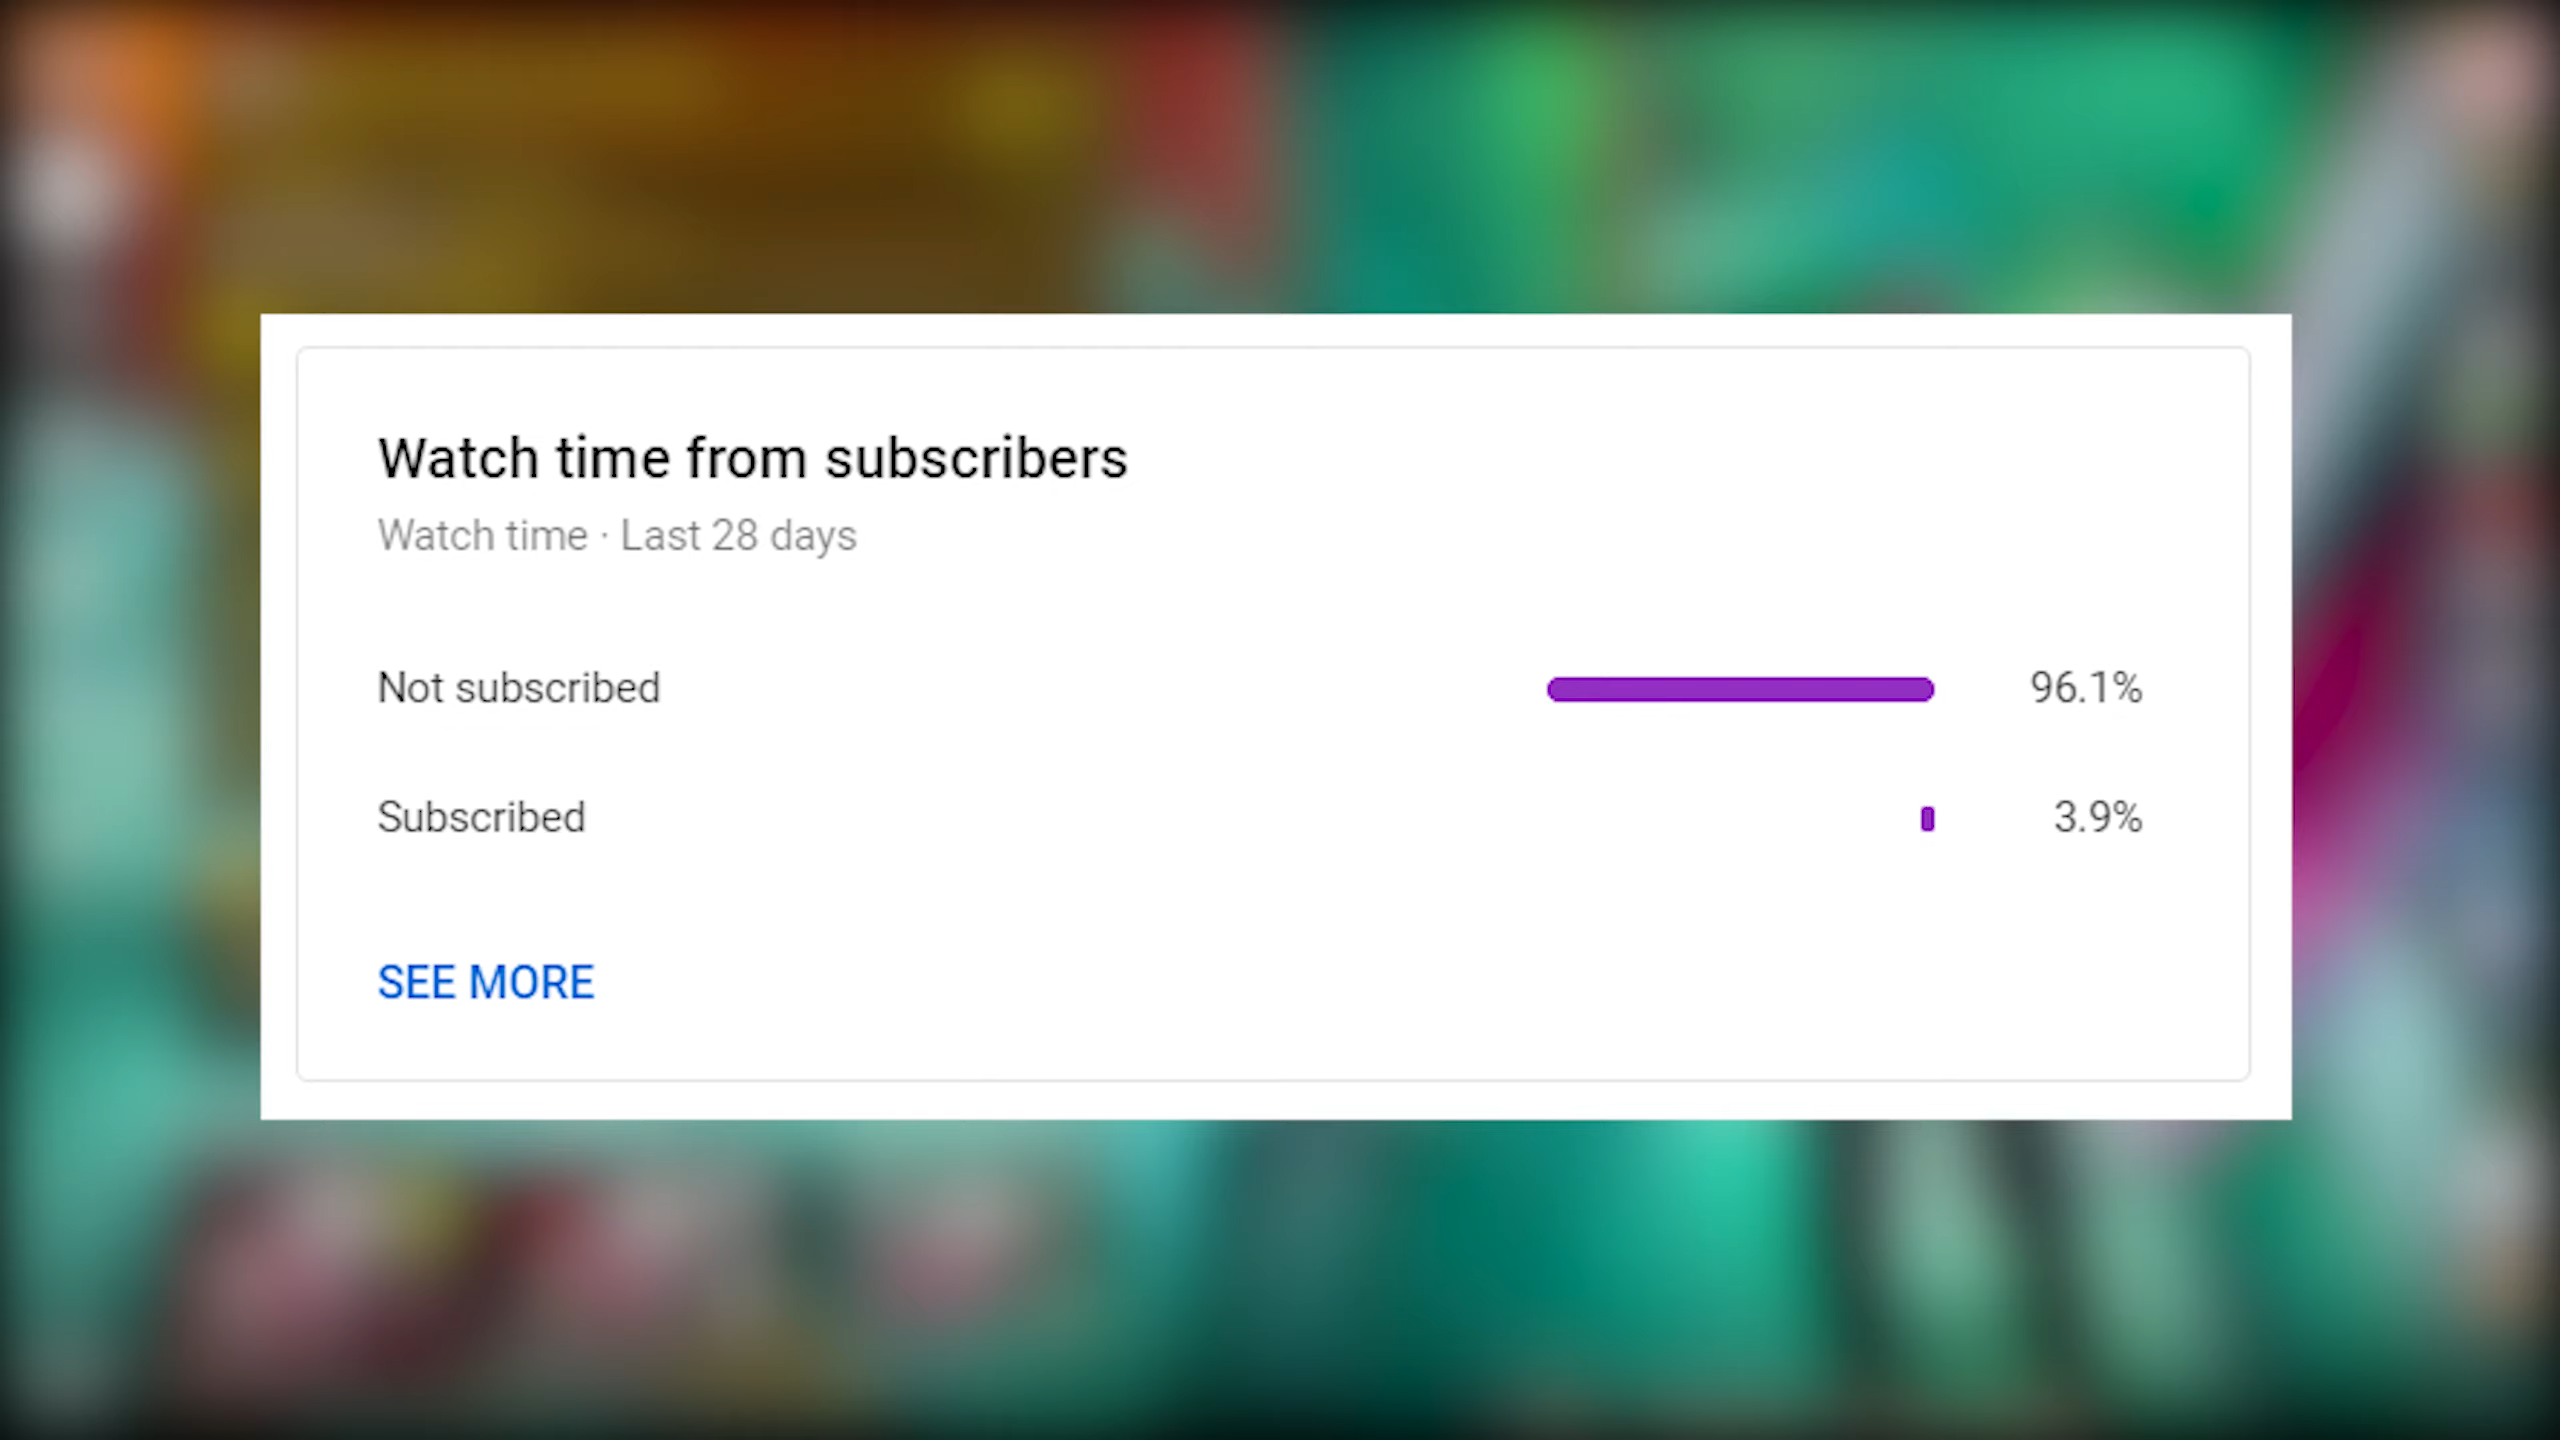 Watch time from subscribers
Watch time · Last 28 days
Not subscribed 96.1%
Subscribed 3.9%
SEE MORE